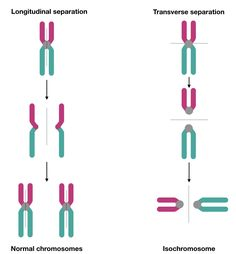 Longitudinal separation
Transverse separation
Normal chromosomes
Isochromosome